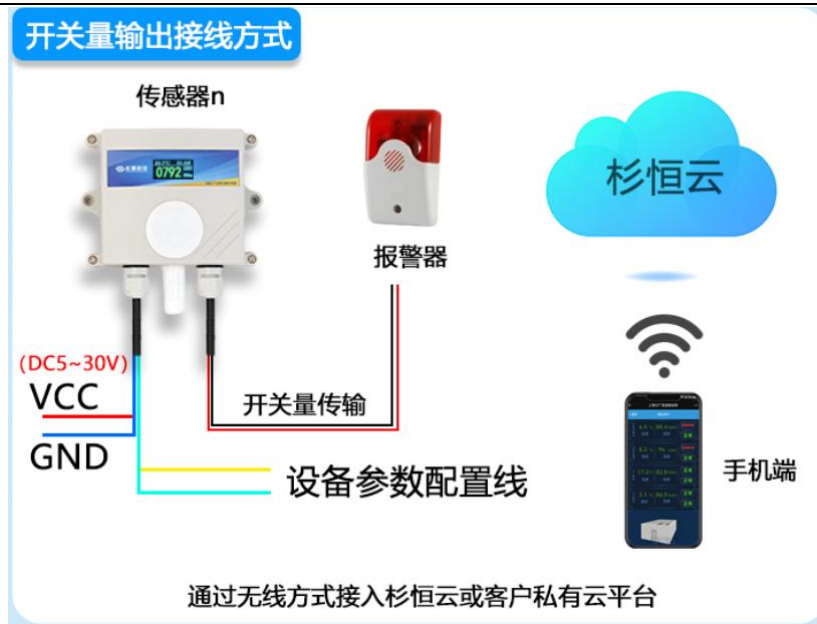 开关量输出接线方式
传感器n
0792
报警器
杉恒云
(DC5~30V)
VCC
GND
开关量传输
设备参数配置线
手机端
通过无线方式接入杉恒云或客户私有云平台